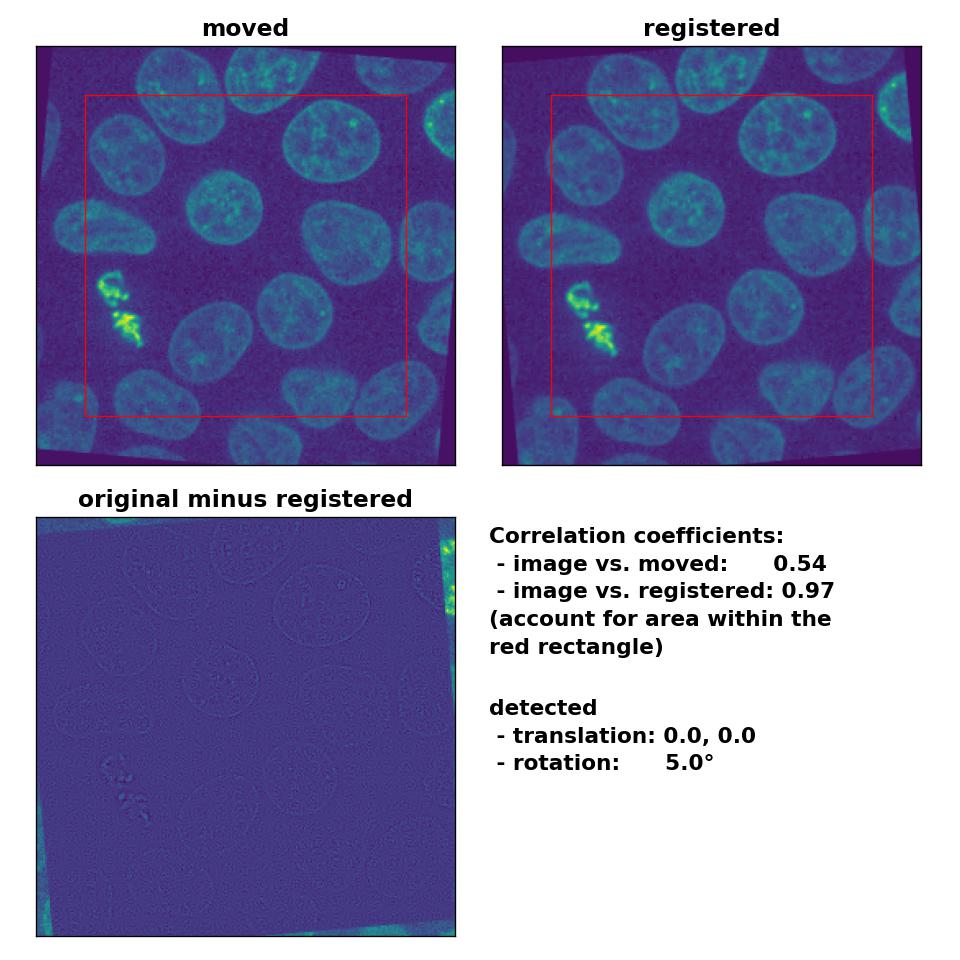 moved
registered
original minus registered
Correlation coefficients:
- image vs. moved: 0.54
- image vs. registered: 0.97
(account for area within the
red rectangle)
detected
- translation: 0.0, 0.0
- rotation: 5.0°